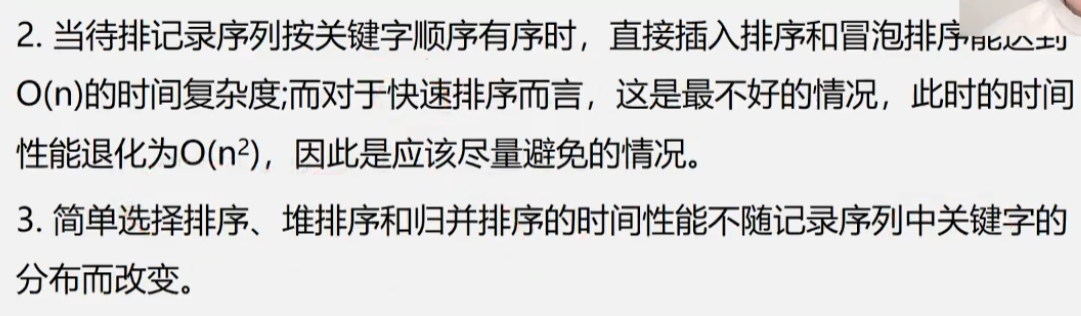 2. 当待排记录序列按关键字顺序有序时，直接插入排序和冒泡排序能达到
O(n)的时间复杂度;而对于快速排序而言，这是最不好的情况，此时的时间
性能退化为O(n²)，因此是应该尽量避免的情况。
3. 简单选择排序、堆排序和归并排序的时间性能不随记录序列中关键字的
分布而改变。